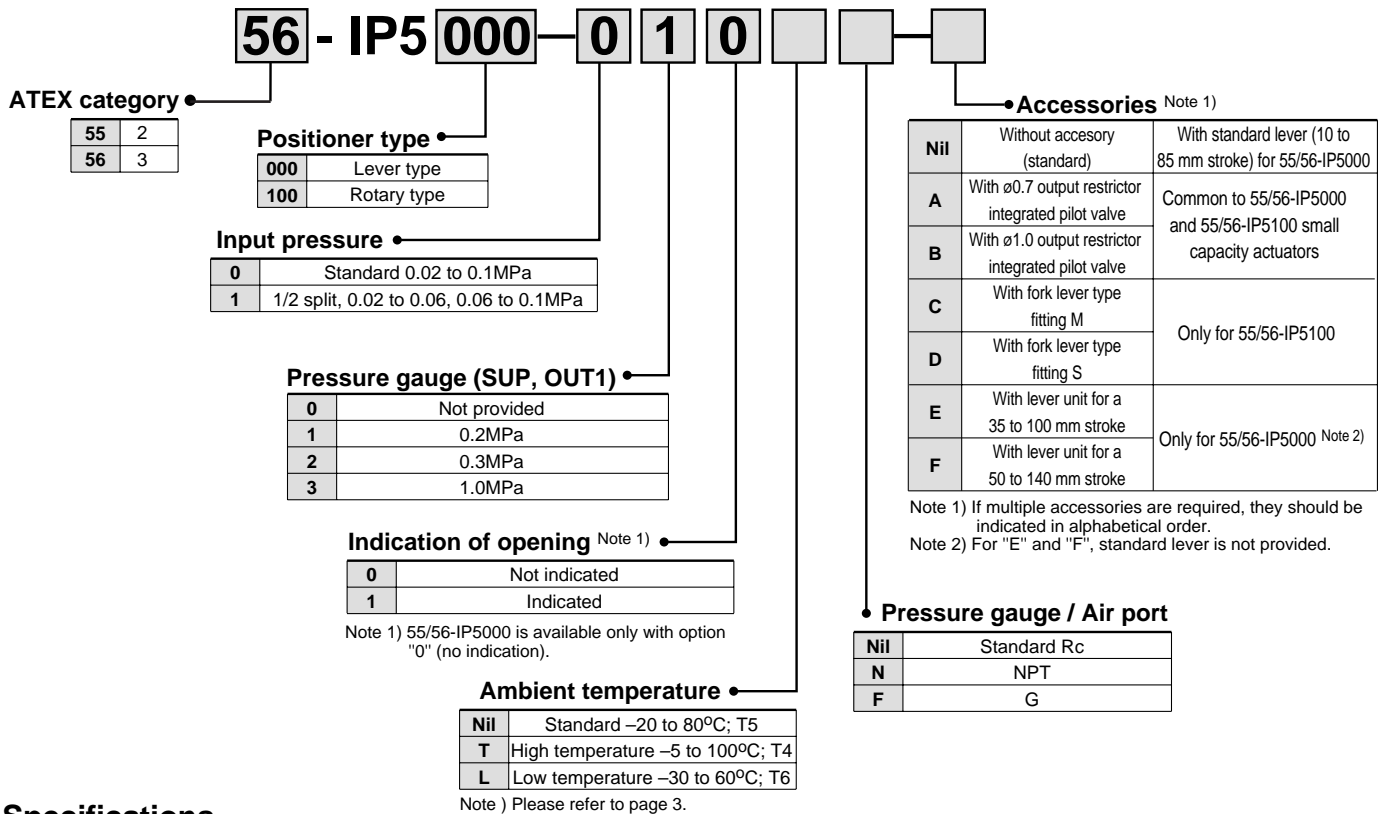 56 - IP5 000 — 0 1 0 —
ATEX category
55 2
56 3
Positioner type
000 Lever type
100 Rotary type
Input pressure
0 Standard 0.02 to 0.1MPa
1 1/2 split, 0.02 to 0.06, 0.06 to 0.1MPa
Pressure gauge (SUP, OUT1)
0 Not provided
1 0.2MPa
2 0.3MPa
3 1.0MPa
Indication of opening Note 1)
0 Not indicated
1 Indicated
Note 1) 55/56-IP5000 is available only with option
"0" (no indication).
Ambient temperature
Nil Standard –20 to 80°C; T5
T High temperature –5 to 100°C; T4
L Low temperature –30 to 60°C; T6
Note ) Please refer to page 3.
Accessories Note 1)
Nil Without accesory (standard) With standard lever (10 to 85 mm stroke) for 55/56-IP5000
A With ø0.7 output restrictor integrated pilot valve
B With ø1.0 output restrictor integrated pilot valve
Common to 55/56-IP5000
and 55/56-IP5100 small
capacity actuators
C With fork lever type fitting M
D With fork lever type fitting S
Only for 55/56-IP5100
E With lever unit for a 35 to 100 mm stroke
F With lever unit for a 50 to 140 mm stroke
Only for 55/56-IP5000 Note 2)
Note 1) If multiple accessories are required, they should be
indicated in alphabetical order.
Note 2) For "E" and "F", standard lever is not provided.
Pressure gauge / Air port
Nil Standard Rc
N NPT
F G